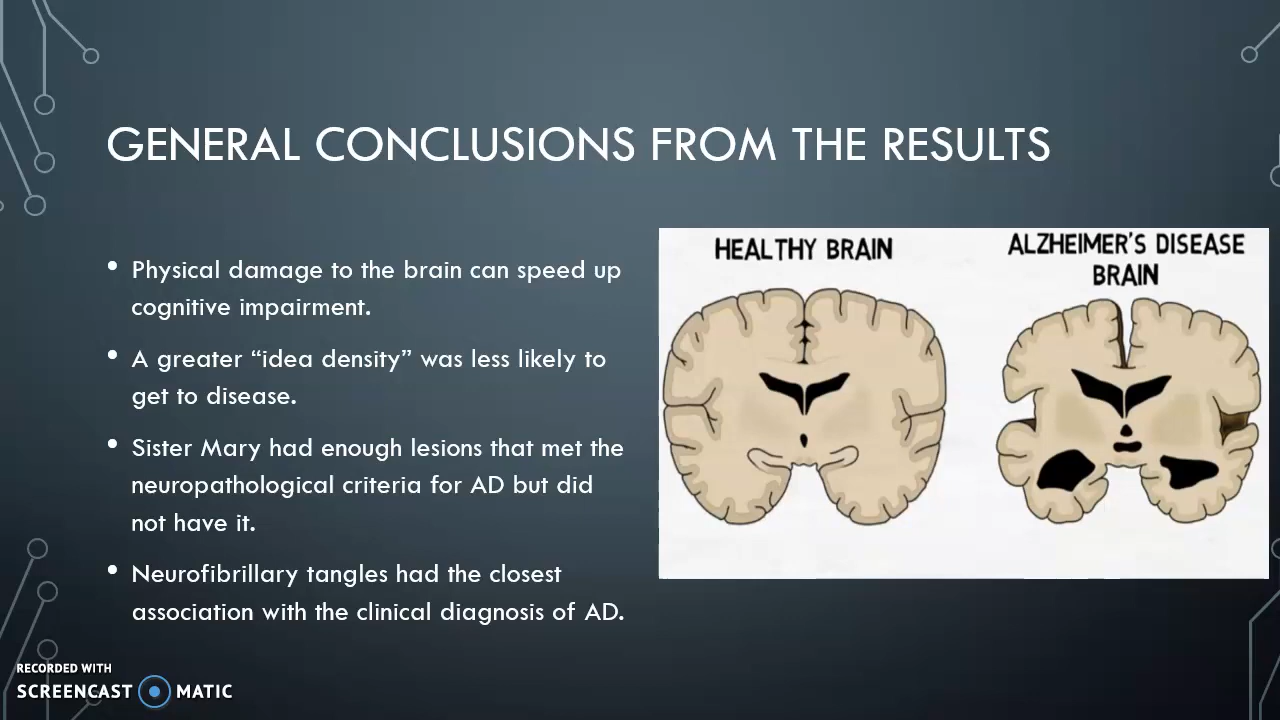 GENERAL CONCLUSIONS FROM THE RESULTS
• Physical damage to the brain can speed up
cognitive impairment.
• A greater “idea density” was less likely to
get to disease.
• Sister Mary had enough lesions that met the
neuropathological criteria for AD but did
not have it.
• Neurofibrillary tangles had the closest
association with the clinical diagnosis of AD.
HEALTHY BRAIN
ALZHEIMER'S DISEASE
BRAIN
RECORDED WITH
SCREENCAST MATIC